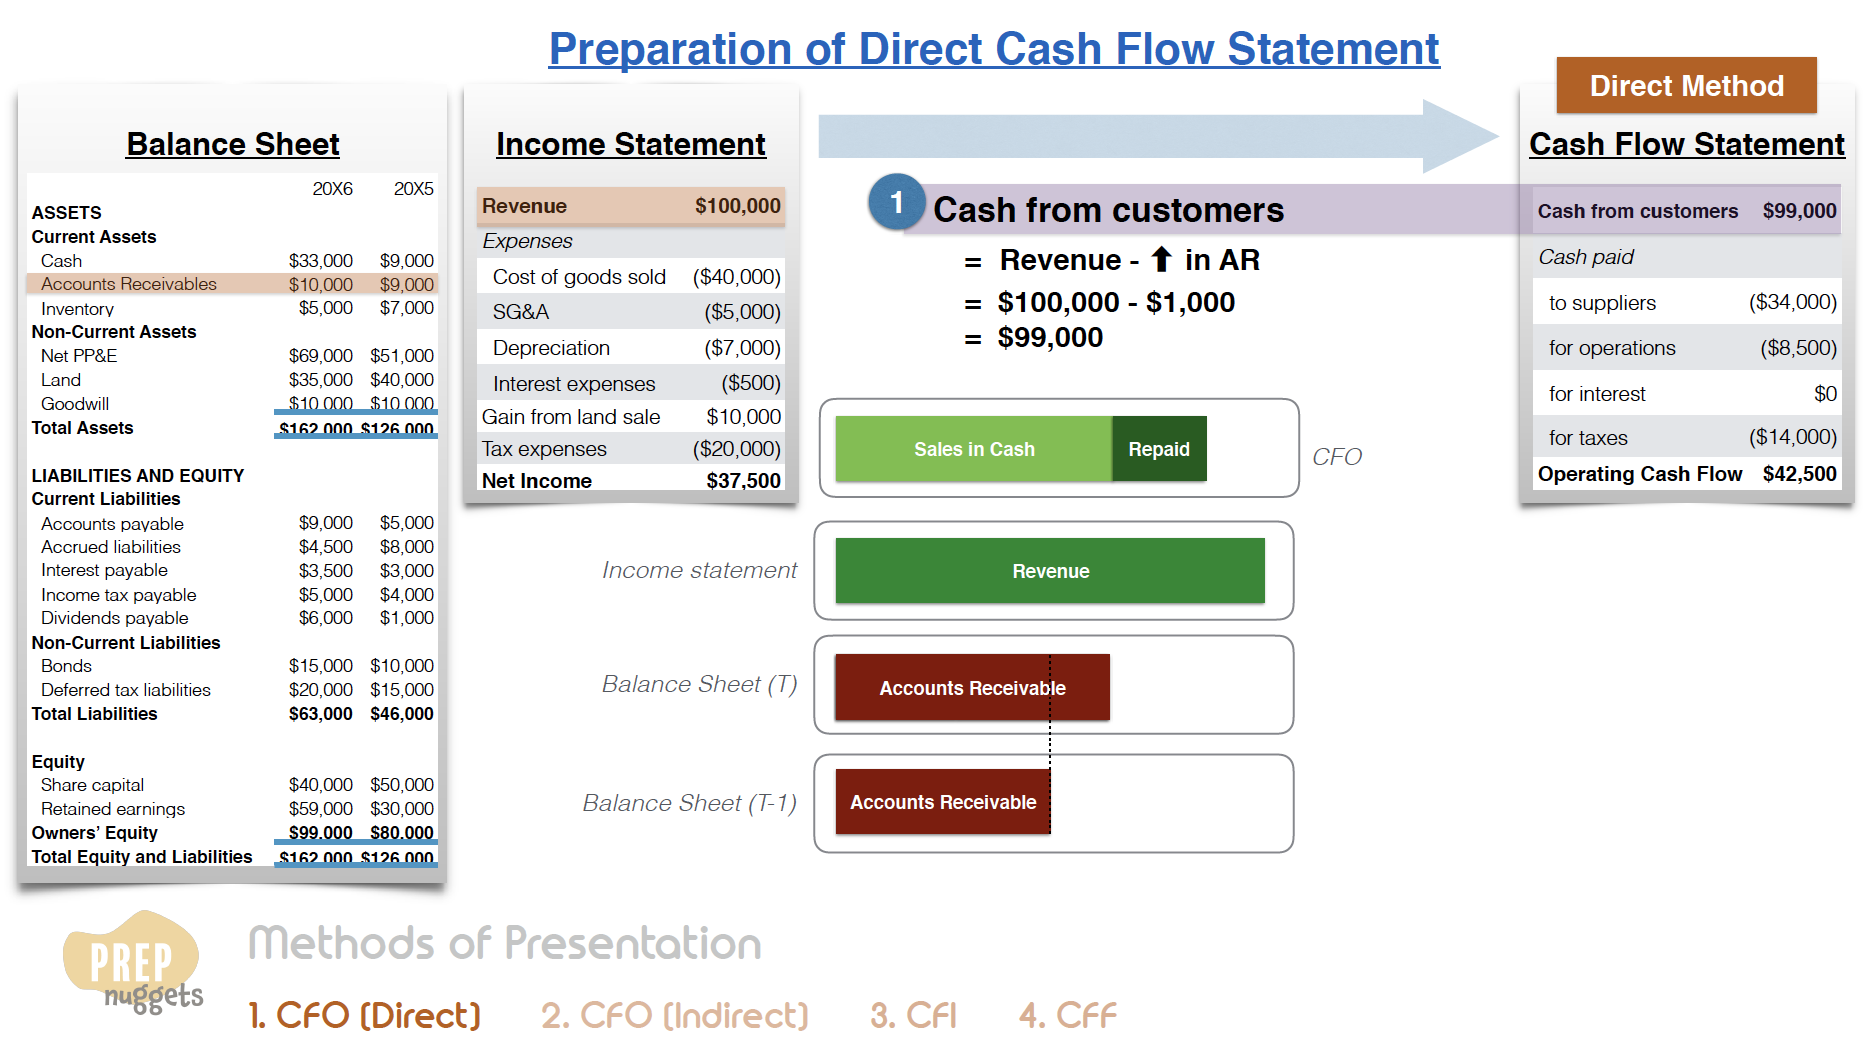 Preparation of Direct Cash Flow Statement
Balance Sheet
20X6 20X5
ASSETS
Current Assets
Cash $33,000 $9,000
Accounts Receivables $10,000 $9,000
Inventory $5,000 $7,000
Non-Current Assets
Net PP&E $69,000 $51,000
Land $35,000 $40,000
Goodwill $10,000 $10,000
Total Assets $162,000 $126,000
LIABILITIES AND EQUITY
Current Liabilities
Accounts payable $9,000 $5,000
Accrued liabilities $4,500 $8,000
Interest payable $3,500 $3,000
Income tax payable $5,000 $4,000
Dividends payable $6,000 $1,000
Non-Current Liabilities
Bonds $15,000 $10,000
Deferred tax liabilities $20,000 $15,000
Total Liabilities $63,000 $46,000
Equity
Share capital $40,000 $50,000
Retained earnings $59,000 $30,000
Owners' Equity $99,000 $80,000
Total Equity and Liabilities $162,000 $126,000
Income Statement
Revenue $100,000
Expenses
Cost of goods sold ($40,000)
SG&A ($5,000)
Depreciation ($7,000)
Interest expenses ($500)
Gain from land sale $10,000
Tax expenses ($20,000)
Net Income $37,500
1 Cash from customers
= Revenue - ⬆ in AR
= $100,000 - $1,000
= $99,000
Sales in Cash Repaid CFO
Income statement Revenue
Balance Sheet (T) Accounts Receivable
Balance Sheet (T-1) Accounts Receivable
Direct Method
Cash Flow Statement
Cash from customers $99,000
Cash paid
to suppliers ($34,000)
for operations ($8,500)
for interest $0
for taxes ($14,000)
Operating Cash Flow $42,500
PREP
nuggets
Methods of Presentation
1. CFO (Direct) 2. CFO (Indirect) 3. CFI 4. CFF